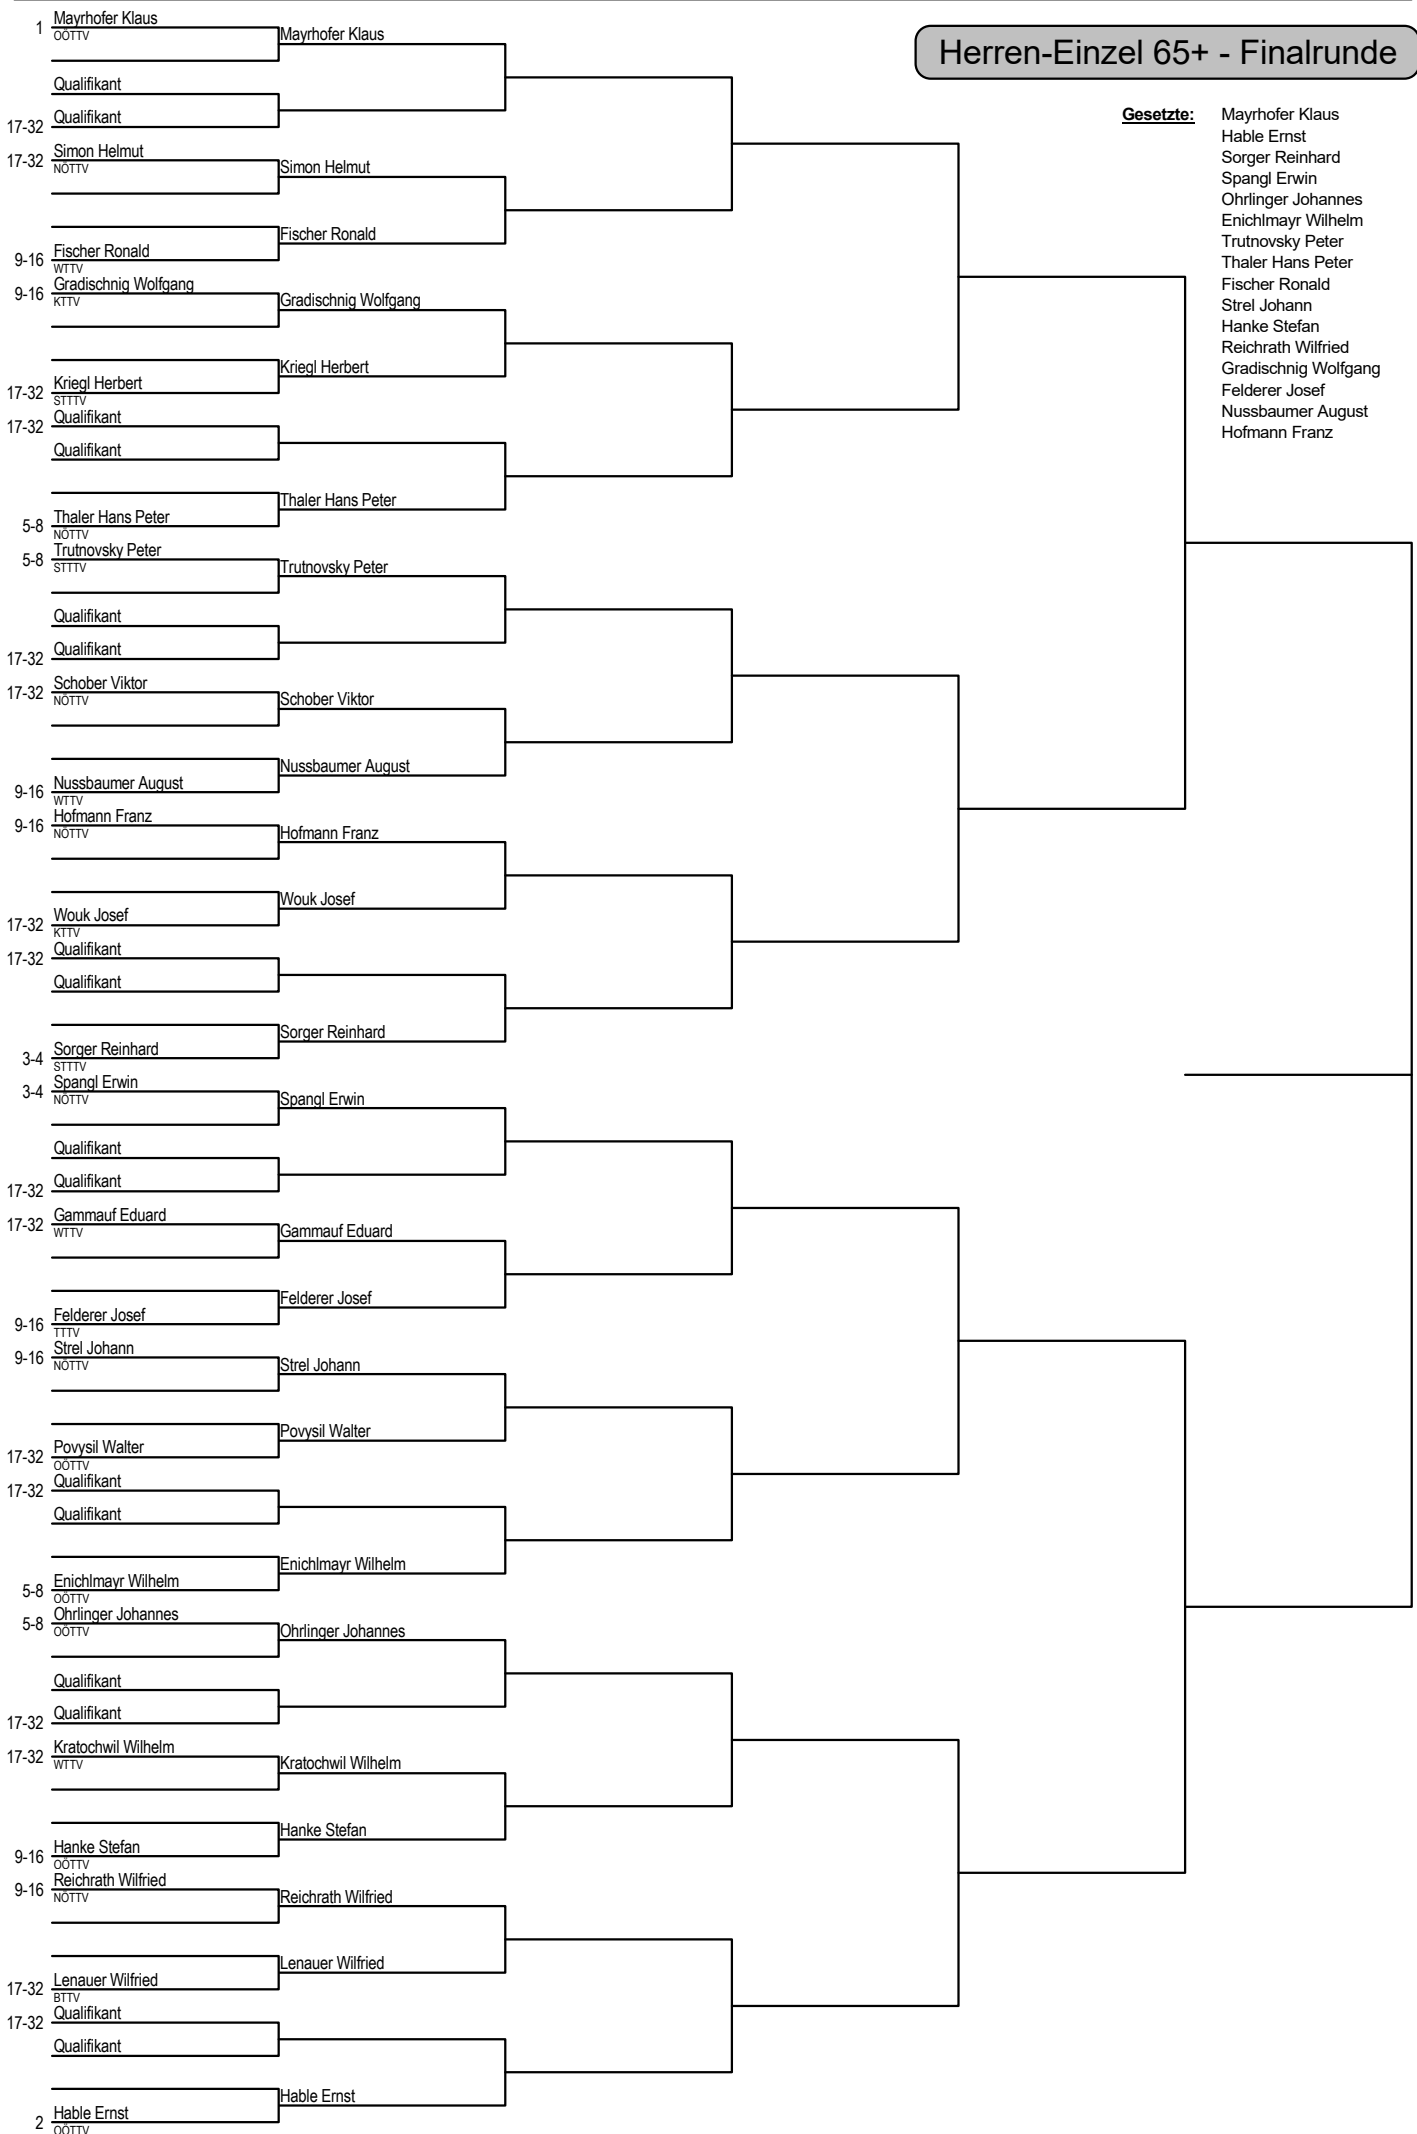 Herren-Einzel 65+ - Finalrunde
Gesetzte: Mayrhofer Klaus
Hable Ernst
Sorger Reinhard
Spangl Erwin
Ohrlinger Johannes
Enichlmayr Wilhelm
Trutnovsky Peter
Thaler Hans Peter
Fischer Ronald
Strel Johann
Hanke Stefan
Reichrath Wilfried
Gradischnig Wolfgang
Felderer Josef
Nussbaumer August
Hofmann Franz
1 Mayrhofer Klaus
OÖTTV
Mayrhofer Klaus
Qualifikant
17-32 Qualifikant
17-32 Simon Helmut
NÖTTV
Simon Helmut
Fischer Ronald
9-16 Fischer Ronald
WTTV
9-16 Gradischnig Wolfgang
KTTV
Gradischnig Wolfgang
Kriegl Herbert
17-32 Kriegl Herbert
STTTV
17-32 Qualifikant
Qualifikant
Thaler Hans Peter
5-8 Thaler Hans Peter
NÖTTV
5-8 Trutnovsky Peter
STTTV
Trutnovsky Peter
Qualifikant
17-32 Qualifikant
17-32 Schober Viktor
NÖTTV
Schober Viktor
Nussbaumer August
9-16 Nussbaumer August
WTTV
9-16 Hofmann Franz
NÖTTV
Hofmann Franz
Wouk Josef
17-32 Wouk Josef
KTTV
17-32 Qualifikant
Qualifikant
Sorger Reinhard
3-4 Sorger Reinhard
STTTV
3-4 Spangl Erwin
NÖTTV
Spangl Erwin
Qualifikant
17-32 Qualifikant
17-32 Gammauf Eduard
WTTV
Gammauf Eduard
Felderer Josef
9-16 Felderer Josef
TTTV
9-16 Strel Johann
NÖTTV
Strel Johann
Povysil Walter
17-32 Povysil Walter
OÖTTV
17-32 Qualifikant
Qualifikant
Enichlmayr Wilhelm
5-8 Enichlmayr Wilhelm
OÖTTV
5-8 Ohrlinger Johannes
OÖTTV
Ohrlinger Johannes
Qualifikant
17-32 Qualifikant
17-32 Kratochwil Wilhelm
WTTV
Kratochwil Wilhelm
Hanke Stefan
9-16 Hanke Stefan
OÖTTV
9-16 Reichrath Wilfried
NÖTTV
Reichrath Wilfried
Lenauer Wilfried
17-32 Lenauer Wilfried
BTTV
17-32 Qualifikant
Qualifikant
Hable Ernst
2 Hable Ernst
OÖTTV